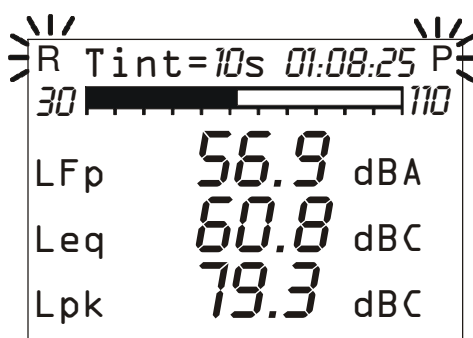 R Tint=10s 01:08:25 P
30 110
LFp 56.9 dBA
Leq 60.8 dBC
Lpk 79.3 dBC